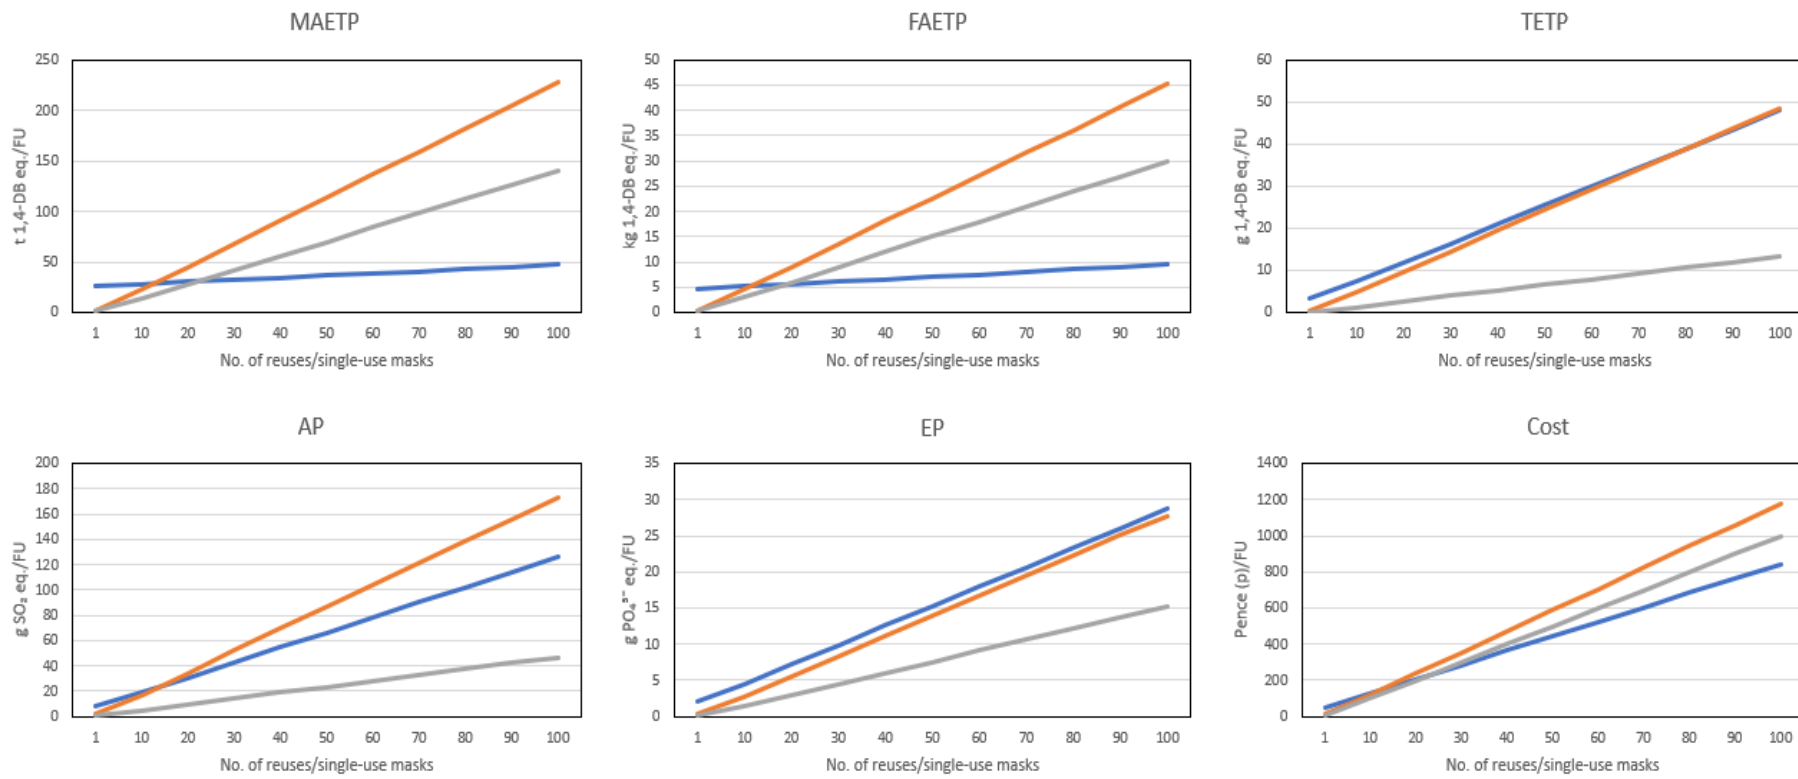 MAETP
t 1,4-DB eq./FU
250
200
150
100
50
0
1 10 20 30 40 50 60 70 80 90 100
No. of reuses/single-use masks
FAETP
kg 1,4-DB eq./FU
50
45
40
35
30
25
20
15
10
5
0
1 10 20 30 40 50 60 70 80 90 100
No. of reuses/single-use masks
TETP
g 1,4-DB eq./FU
60
50
40
30
20
10
0
1 10 20 30 40 50 60 70 80 90 100
No. of reuses/single-use masks
AP
g SO₂ eq./FU
200
180
160
140
120
100
80
60
40
20
0
1 10 20 30 40 50 60 70 80 90 100
No. of reuses/single-use masks
EP
g PO₄³⁻ eq./FU
35
30
25
20
15
10
5
0
1 10 20 30 40 50 60 70 80 90 100
No. of reuses/single-use masks
Cost
Pence (p)/FU
1400
1200
1000
800
600
400
200
0
1 10 20 30 40 50 60 70 80 90 100
No. of reuses/single-use masks